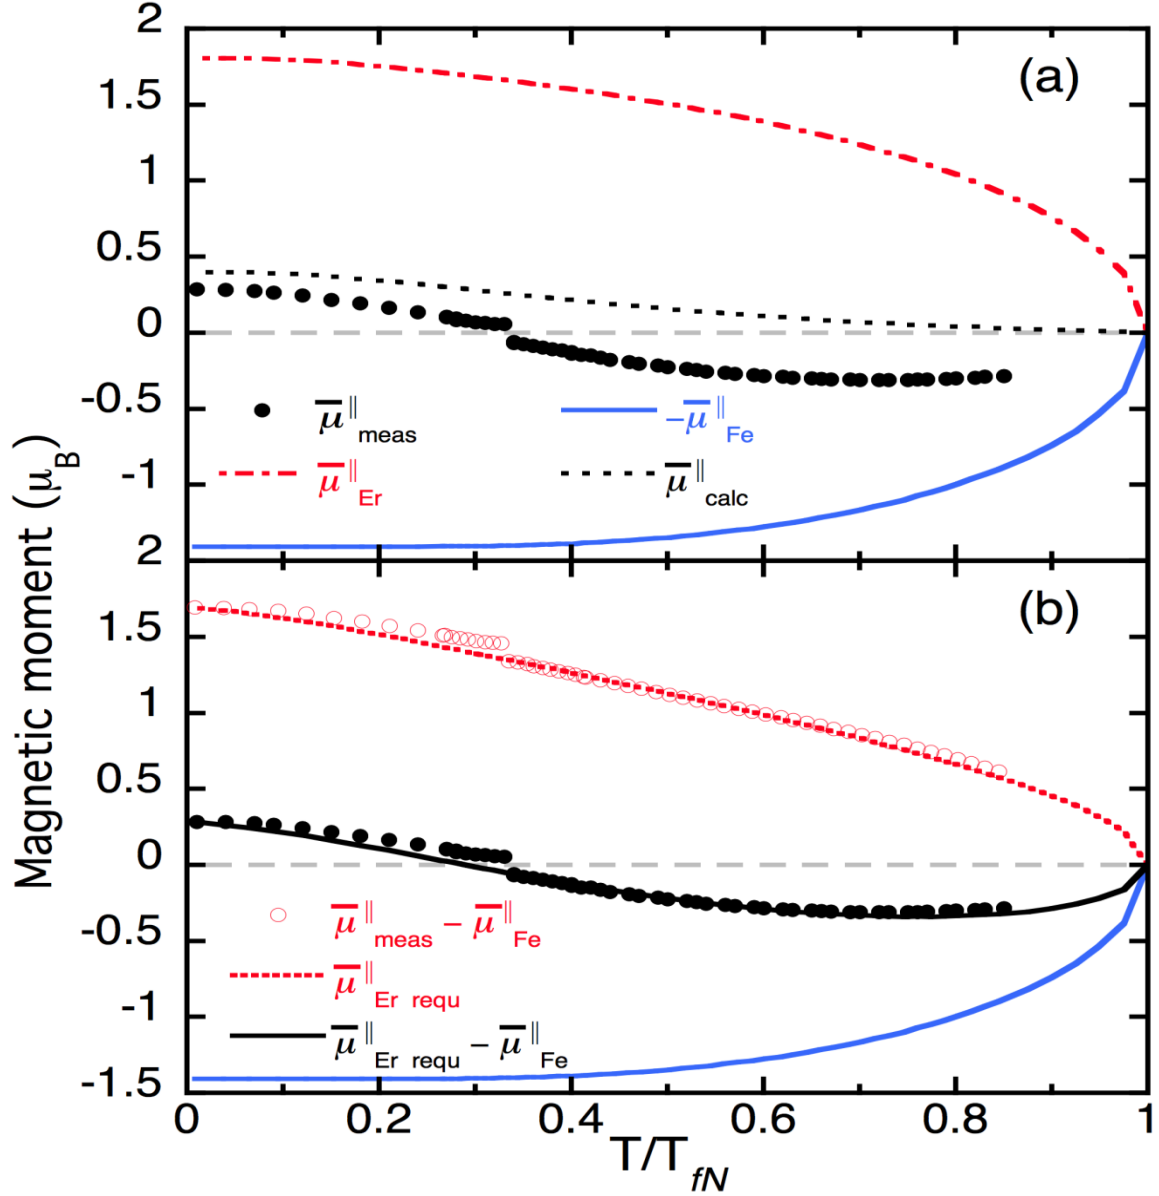 2
(a)
1.5
1
0.5
0
-0.5
-1
μ̅‖meas
-μ̅‖Fe
μ̅‖Er
μ̅‖calc
Magnetic moment (μB)
2
(b)
1.5
1
0.5
0
-0.5
-1
-1.5
μ̅‖meas - μ̅‖Fe
μ̅‖Er requ
μ̅‖Er requ - μ̅‖Fe
0 0.2 0.4 0.6 0.8 1
T/TfN